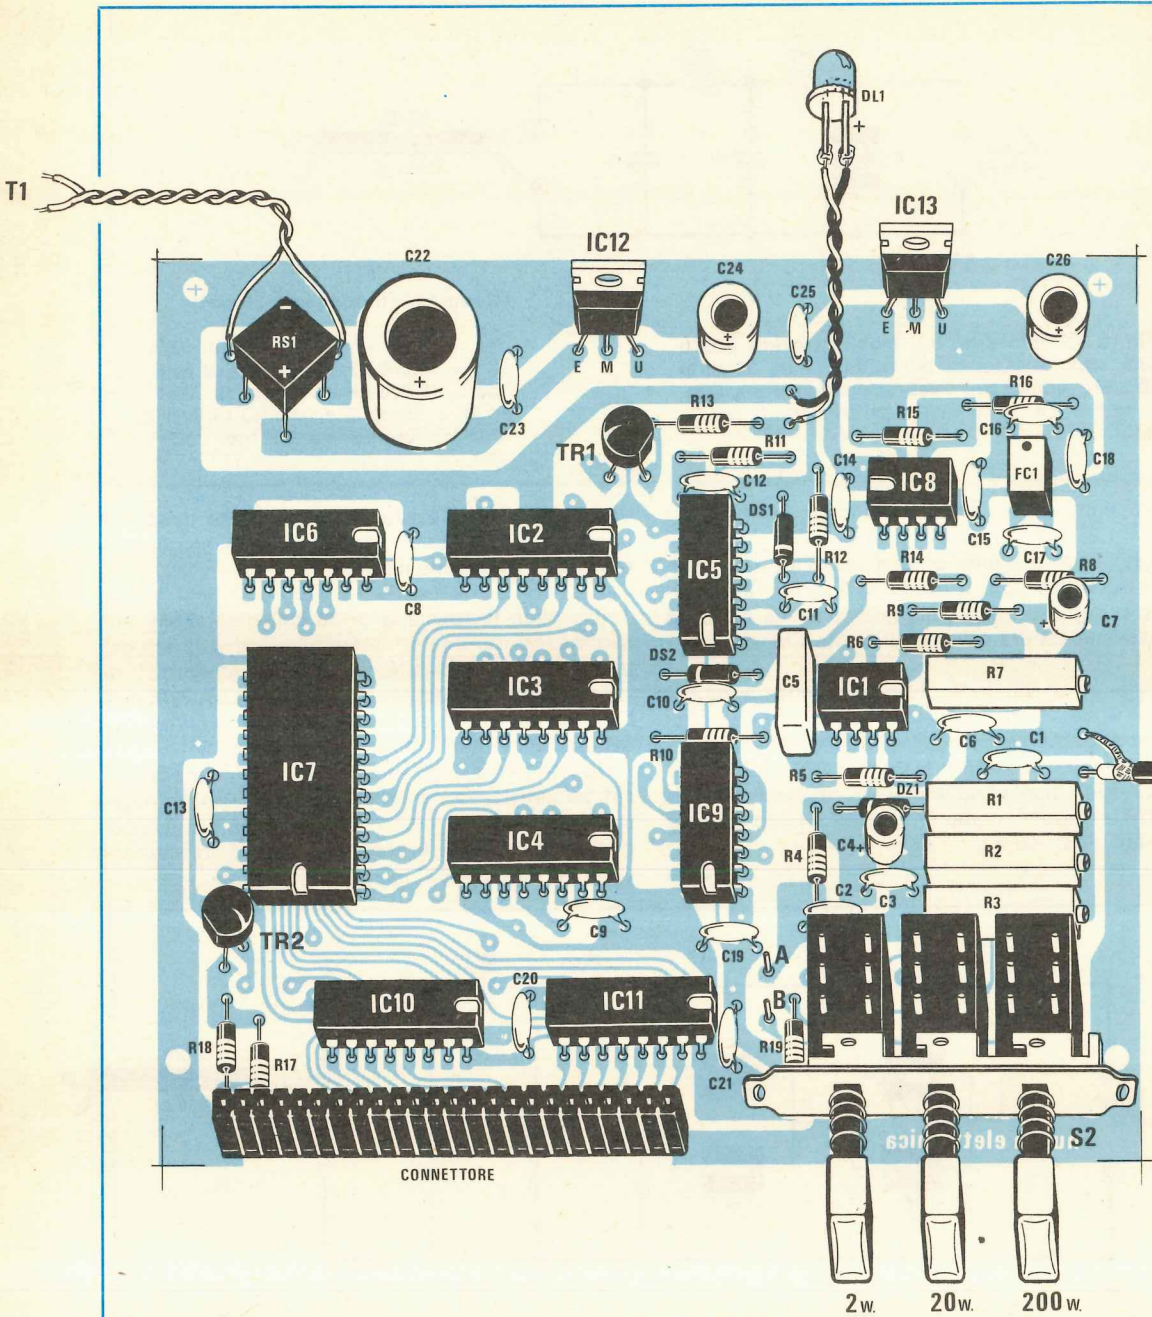 DL1
+
T1
IC13
IC12
C22
C24
C26
C25
-
RS1
+
+
+
+
E M U
E .M U
R13
R16
C23
R15
C16
TR1
R11
C12
C14
C18
IC8
FC1
DS1
IC6
IC2
IC5
R12
C15
C17
C8
R14
R8
C11
R9
C7
+
R6
DS2
R7
IC3
C5
IC1
C10
C6
C1
R10
IC7
R5
DZ1
C13
R1
IC9
IC4
C4+
R4
R2
C2
C3
R3
C9
TR2
C19
A
C20
IC10
IC11
B
R18
R17
R19
C21
S2
CONNETTORE
2 W.
20 W.
200 W.